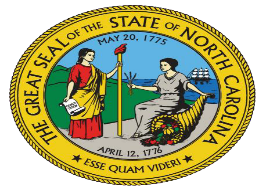 THE GREAT SEAL OF THE STATE OF NORTH CAROLINA
MAY 20, 1775
APRIL 12, 1776
ESSE QUAM VIDERI